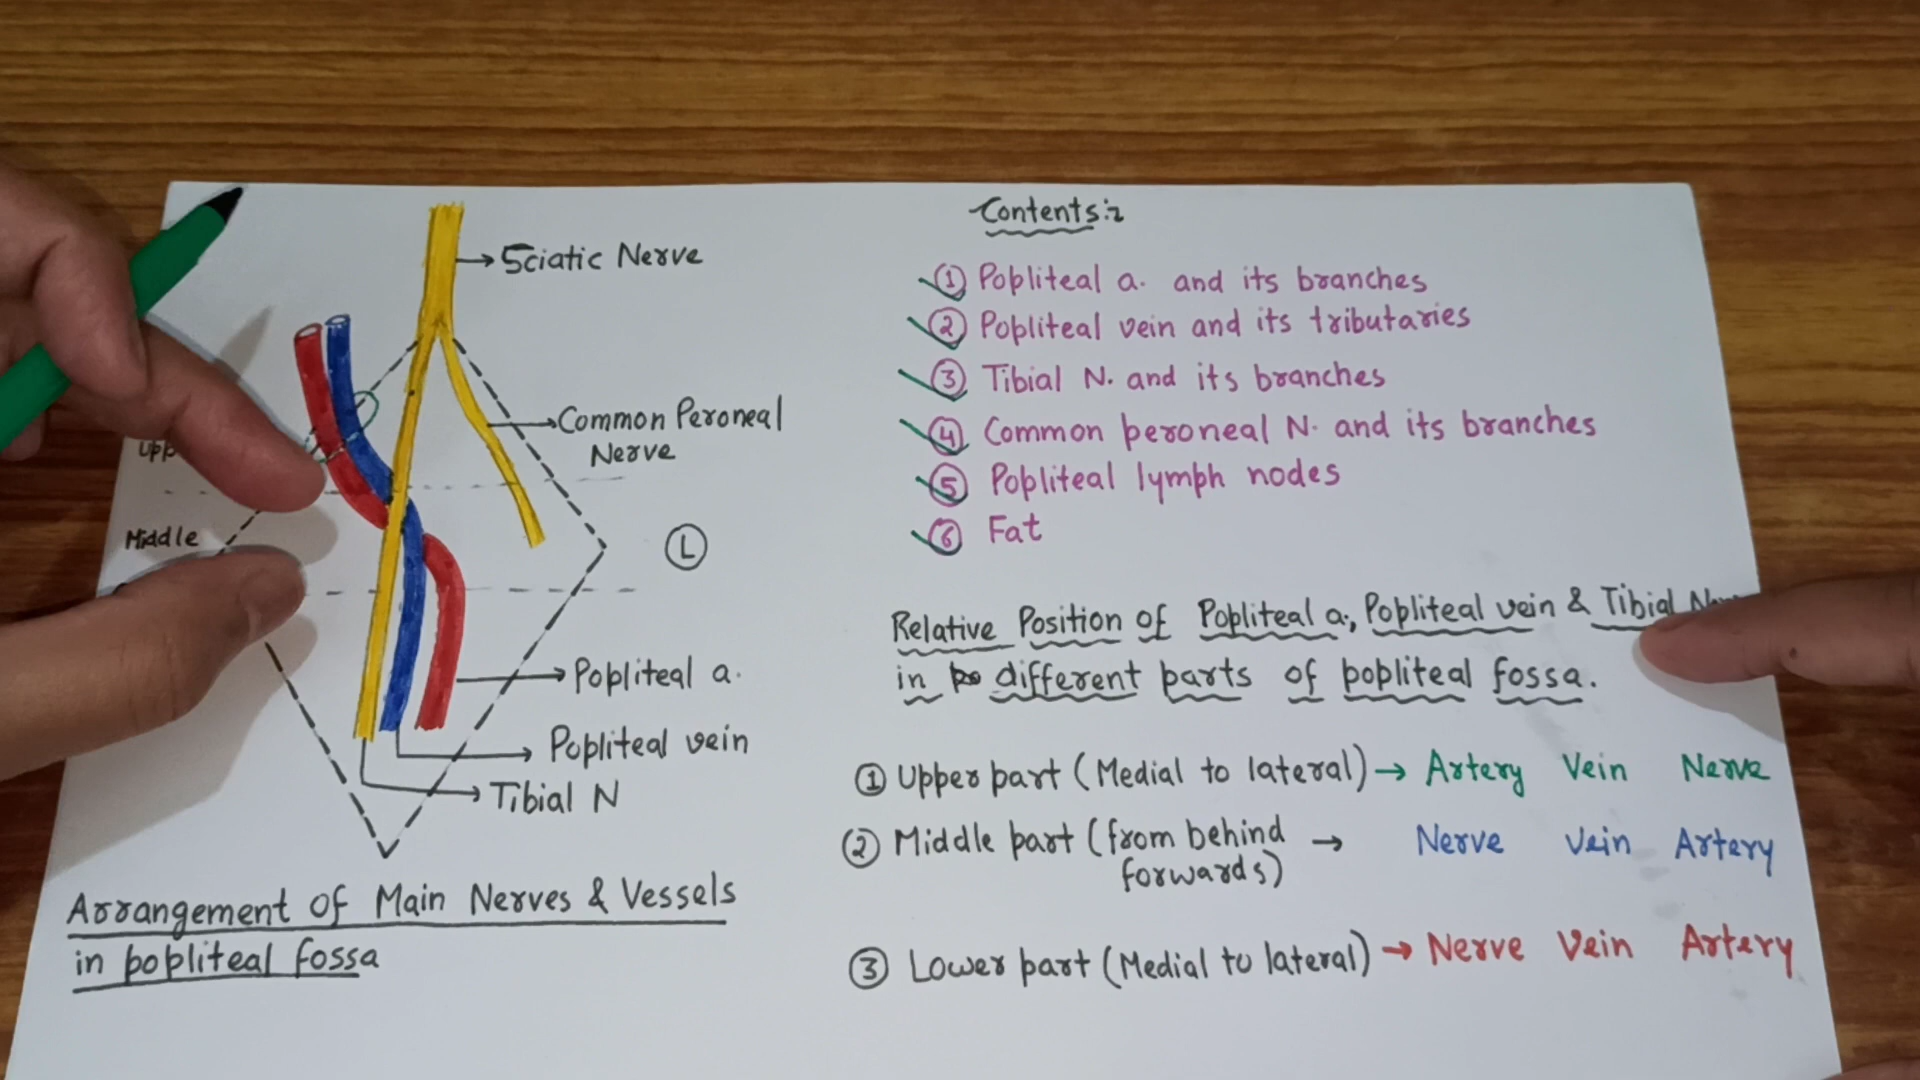 Sciatic Nerve
Common Peroneal
Nerve
Upp
Middle
L
Popliteal a.
Popliteal vein
Tibial N
Arrangement of Main Nerves & Vessels
in popliteal fossa
Contents:
① Popliteal a. and its branches
② Popliteal vein and its tributaries
③ Tibial N. and its branches
④ Common peroneal N. and its branches
⑤ Popliteal lymph nodes
⑥ Fat
Relative Position of Popliteal a., Popliteal vein & Tibial
in different parts of popliteal fossa.
① Upper part (Medial to lateral) → Artery Vein Nerve
② Middle part (from behind → Nerve Vein Artery
forwards)
③ Lower part (Medial to lateral) → Nerve Vein Artery